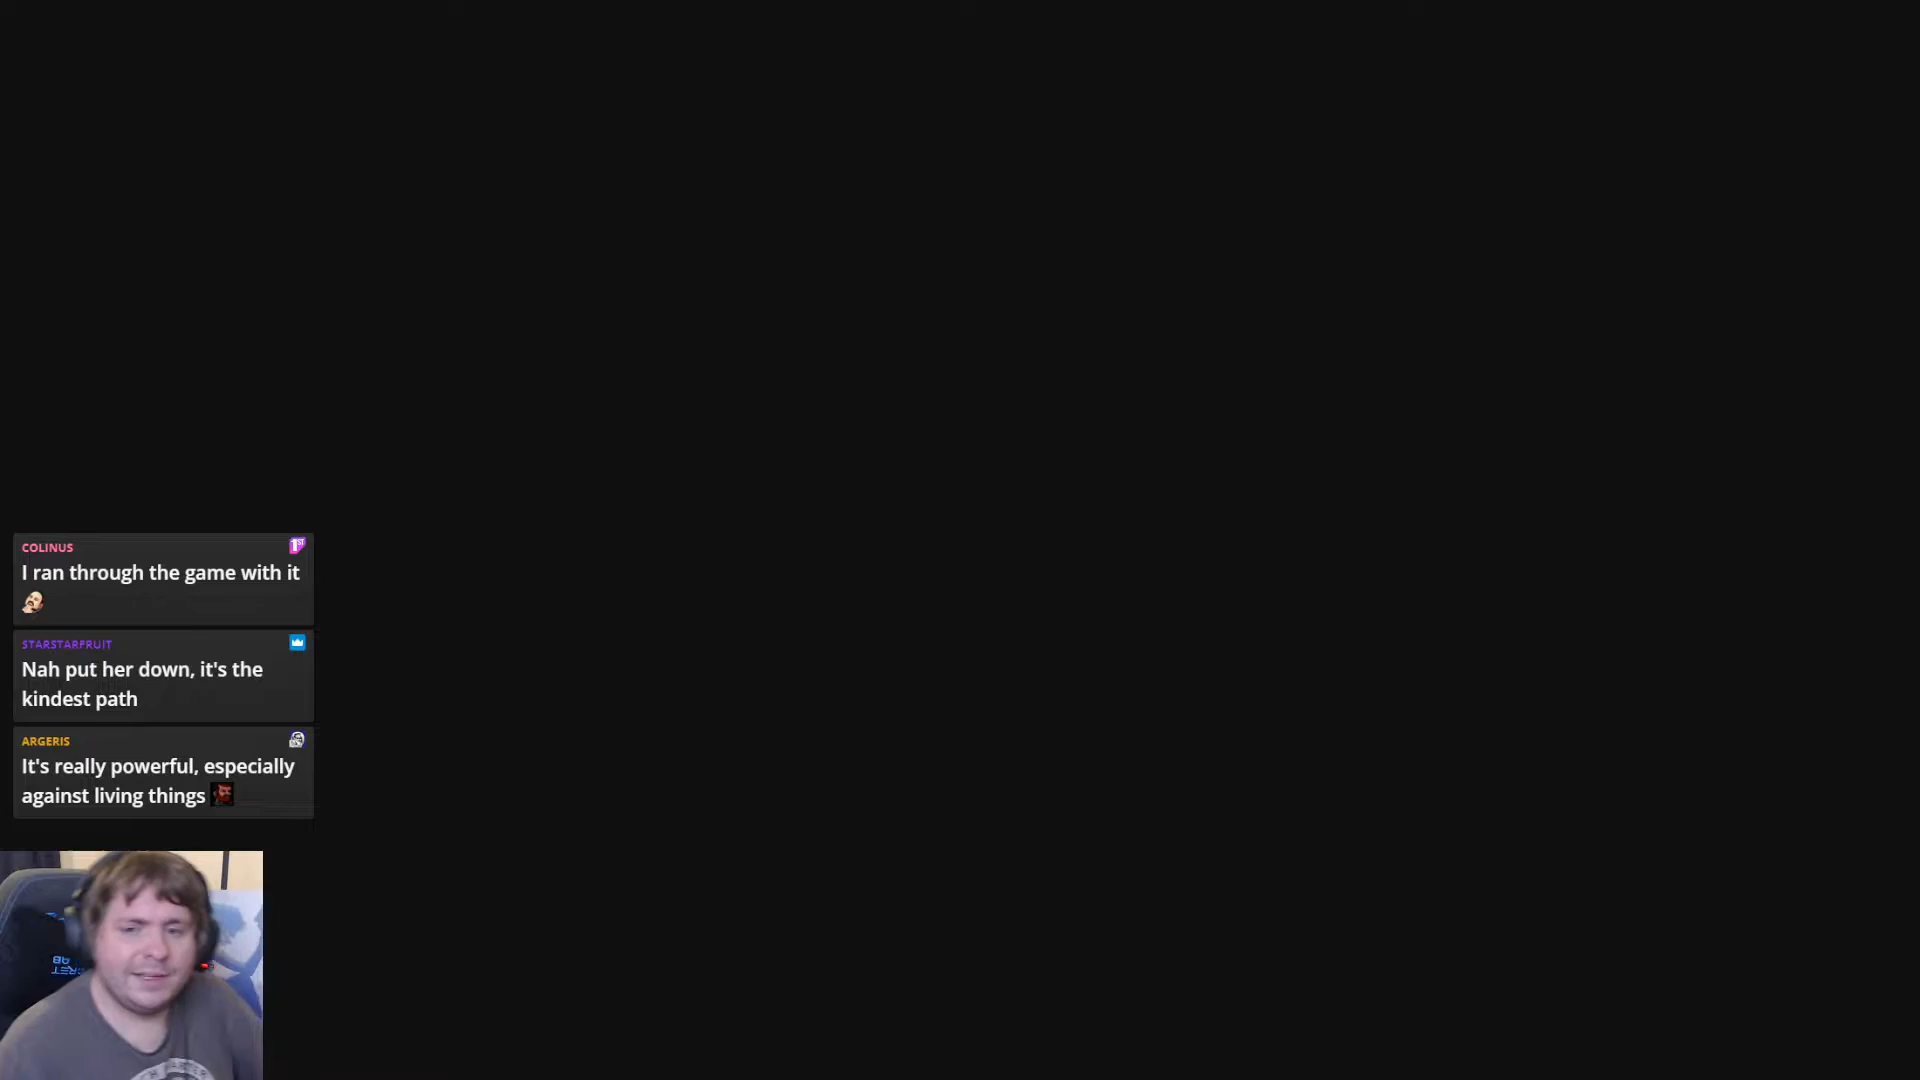 COLINUS
1ST
I ran through the game with it
STARSTARFRUIT
Nah put her down, it's the
kindest path
ARGERIS
It's really powerful, especially
against living things